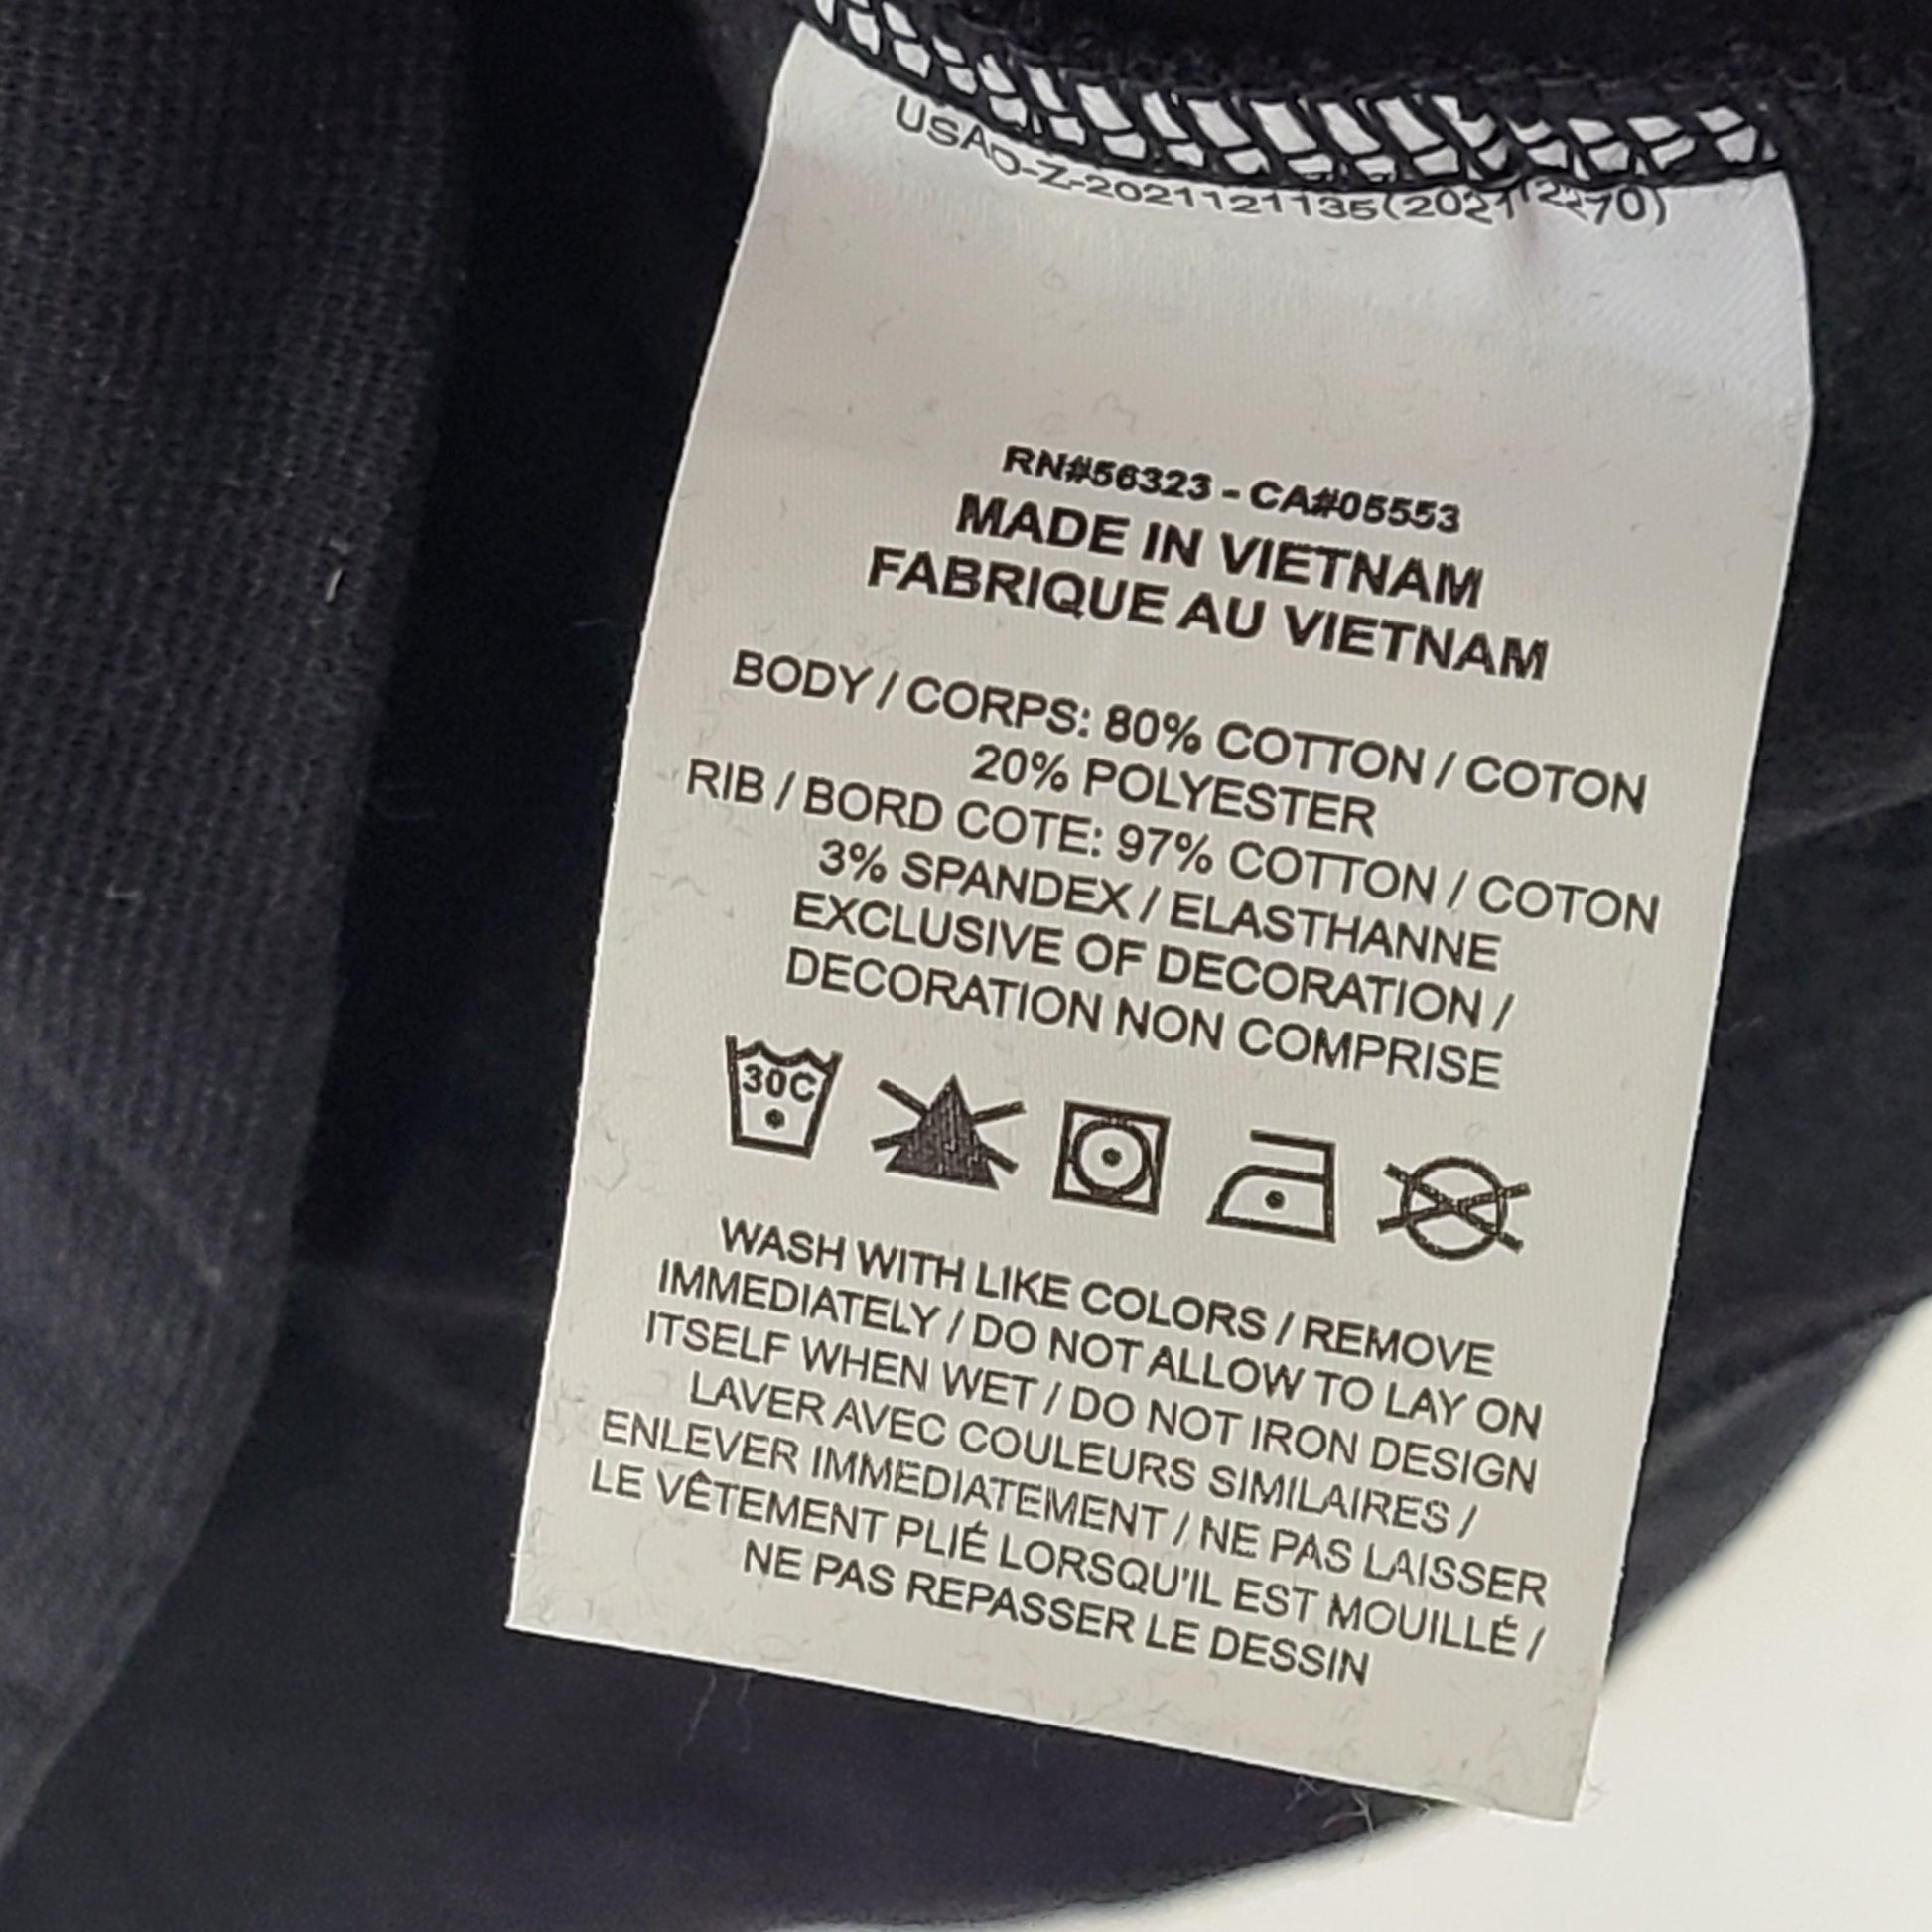 USAO-Z-2021121135(2021
RN#56323 - CA#05553
MADE IN VIETNAM
FABRIQUE AU VIETNAM
BODY / CORPS: 80% COTTON / COTON
20% POLYESTER
RIB / BORD COTE: 97% COTTON / COTON
3% SPANDEX / ELASTHANNE
EXCLUSIVE OF DECORATION /
DECORATION NON COMPRISE
30C
WASH WITH LIKE COLORS / REMOVE
IMMEDIATELY / DO NOT ALLOW TO LAY ON
ITSELF WHEN WET / DO NOT IRON DESIGN
LAVER AVEC COULEURS SIMILAIRES /
ENLEVER IMMEDIATEMENT / NE PAS LAISSER
LE VÊTEMENT PLIÉ LORSQU'IL EST MOUILLÉ /
NE PAS REPASSER LE DESSIN